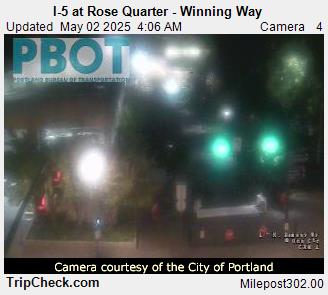 I-5 at Rose Quarter - Winning Way
Updated May 02 2025 4:06 AM Camera 4
PBOT
PORTLAND BUREAU OF TRANSPORTATION
Camera courtesy of the City of Portland
TripCheck.com Milepost302.00